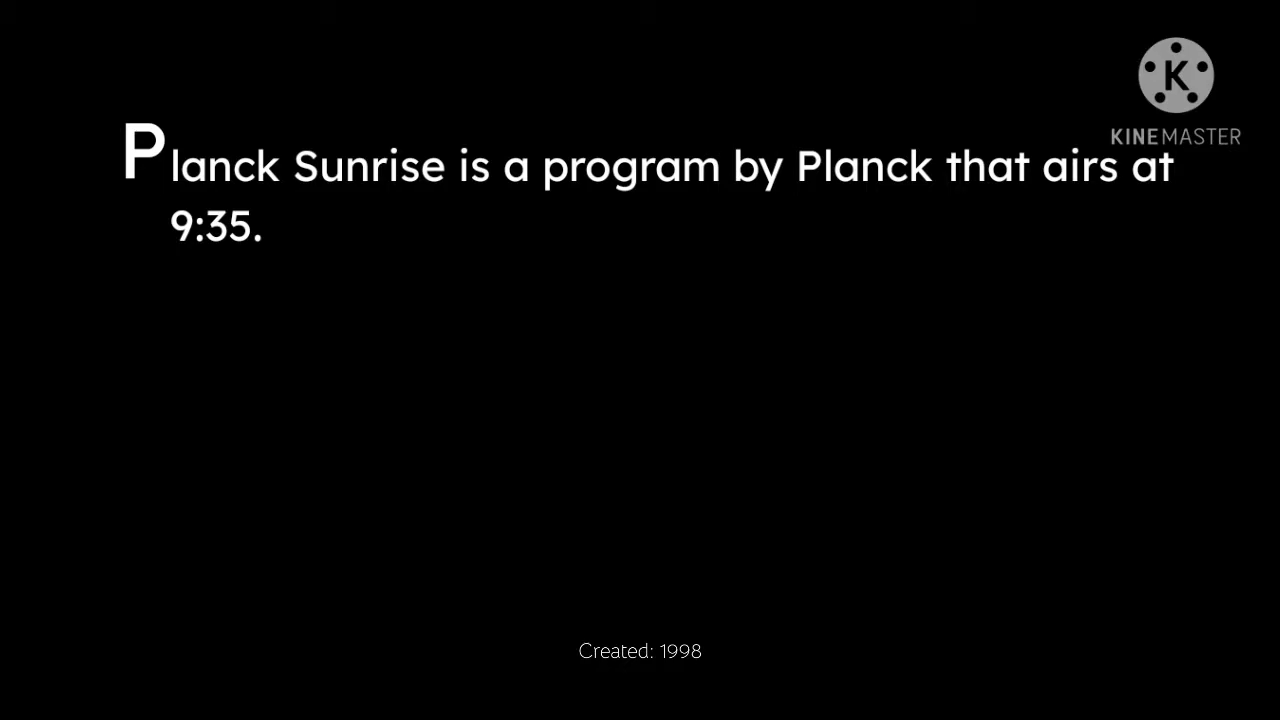 K
KINEMASTER
Planck Sunrise is a program by Planck that airs at
9:35.
Created: 1998